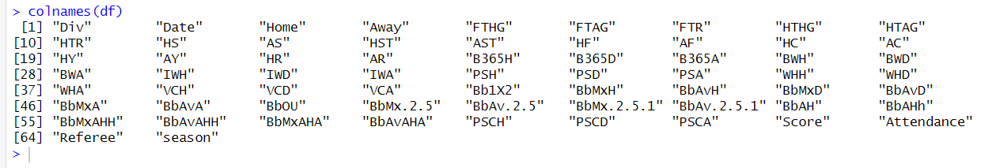 > colnames(df)
[1] "Div" "Date" "Home" "Away" "FTHG" "FTAG" "FTR" "HTHG" "HTAG"
[10] "HTR" "HS" "AS" "HST" "AST" "HF" "AF" "HC" "AC"
[19] "HY" "AY" "HR" "AR" "B365H" "B365D" "B365A" "BWH" "BWD"
[28] "BWA" "IWH" "IWD" "IWA" "PSH" "PSD" "PSA" "WHH" "WHD"
[37] "WHA" "VCH" "VCD" "VCA" "Bb1X2" "BbMxH" "BbAvH" "BbMxD" "BbAvD"
[46] "BbMxA" "BbAvA" "BbOU" "BbMx.2.5" "BbAv.2.5" "BbMx.2.5.1" "BbAv.2.5.1" "BbAH" "BbAHh"
[55] "BbMxAHH" "BbAvAHH" "BbMxAHA" "BbAvAHA" "PSCH" "PSCD" "PSCA" "Score" "Attendance"
[64] "Referee" "season"
>